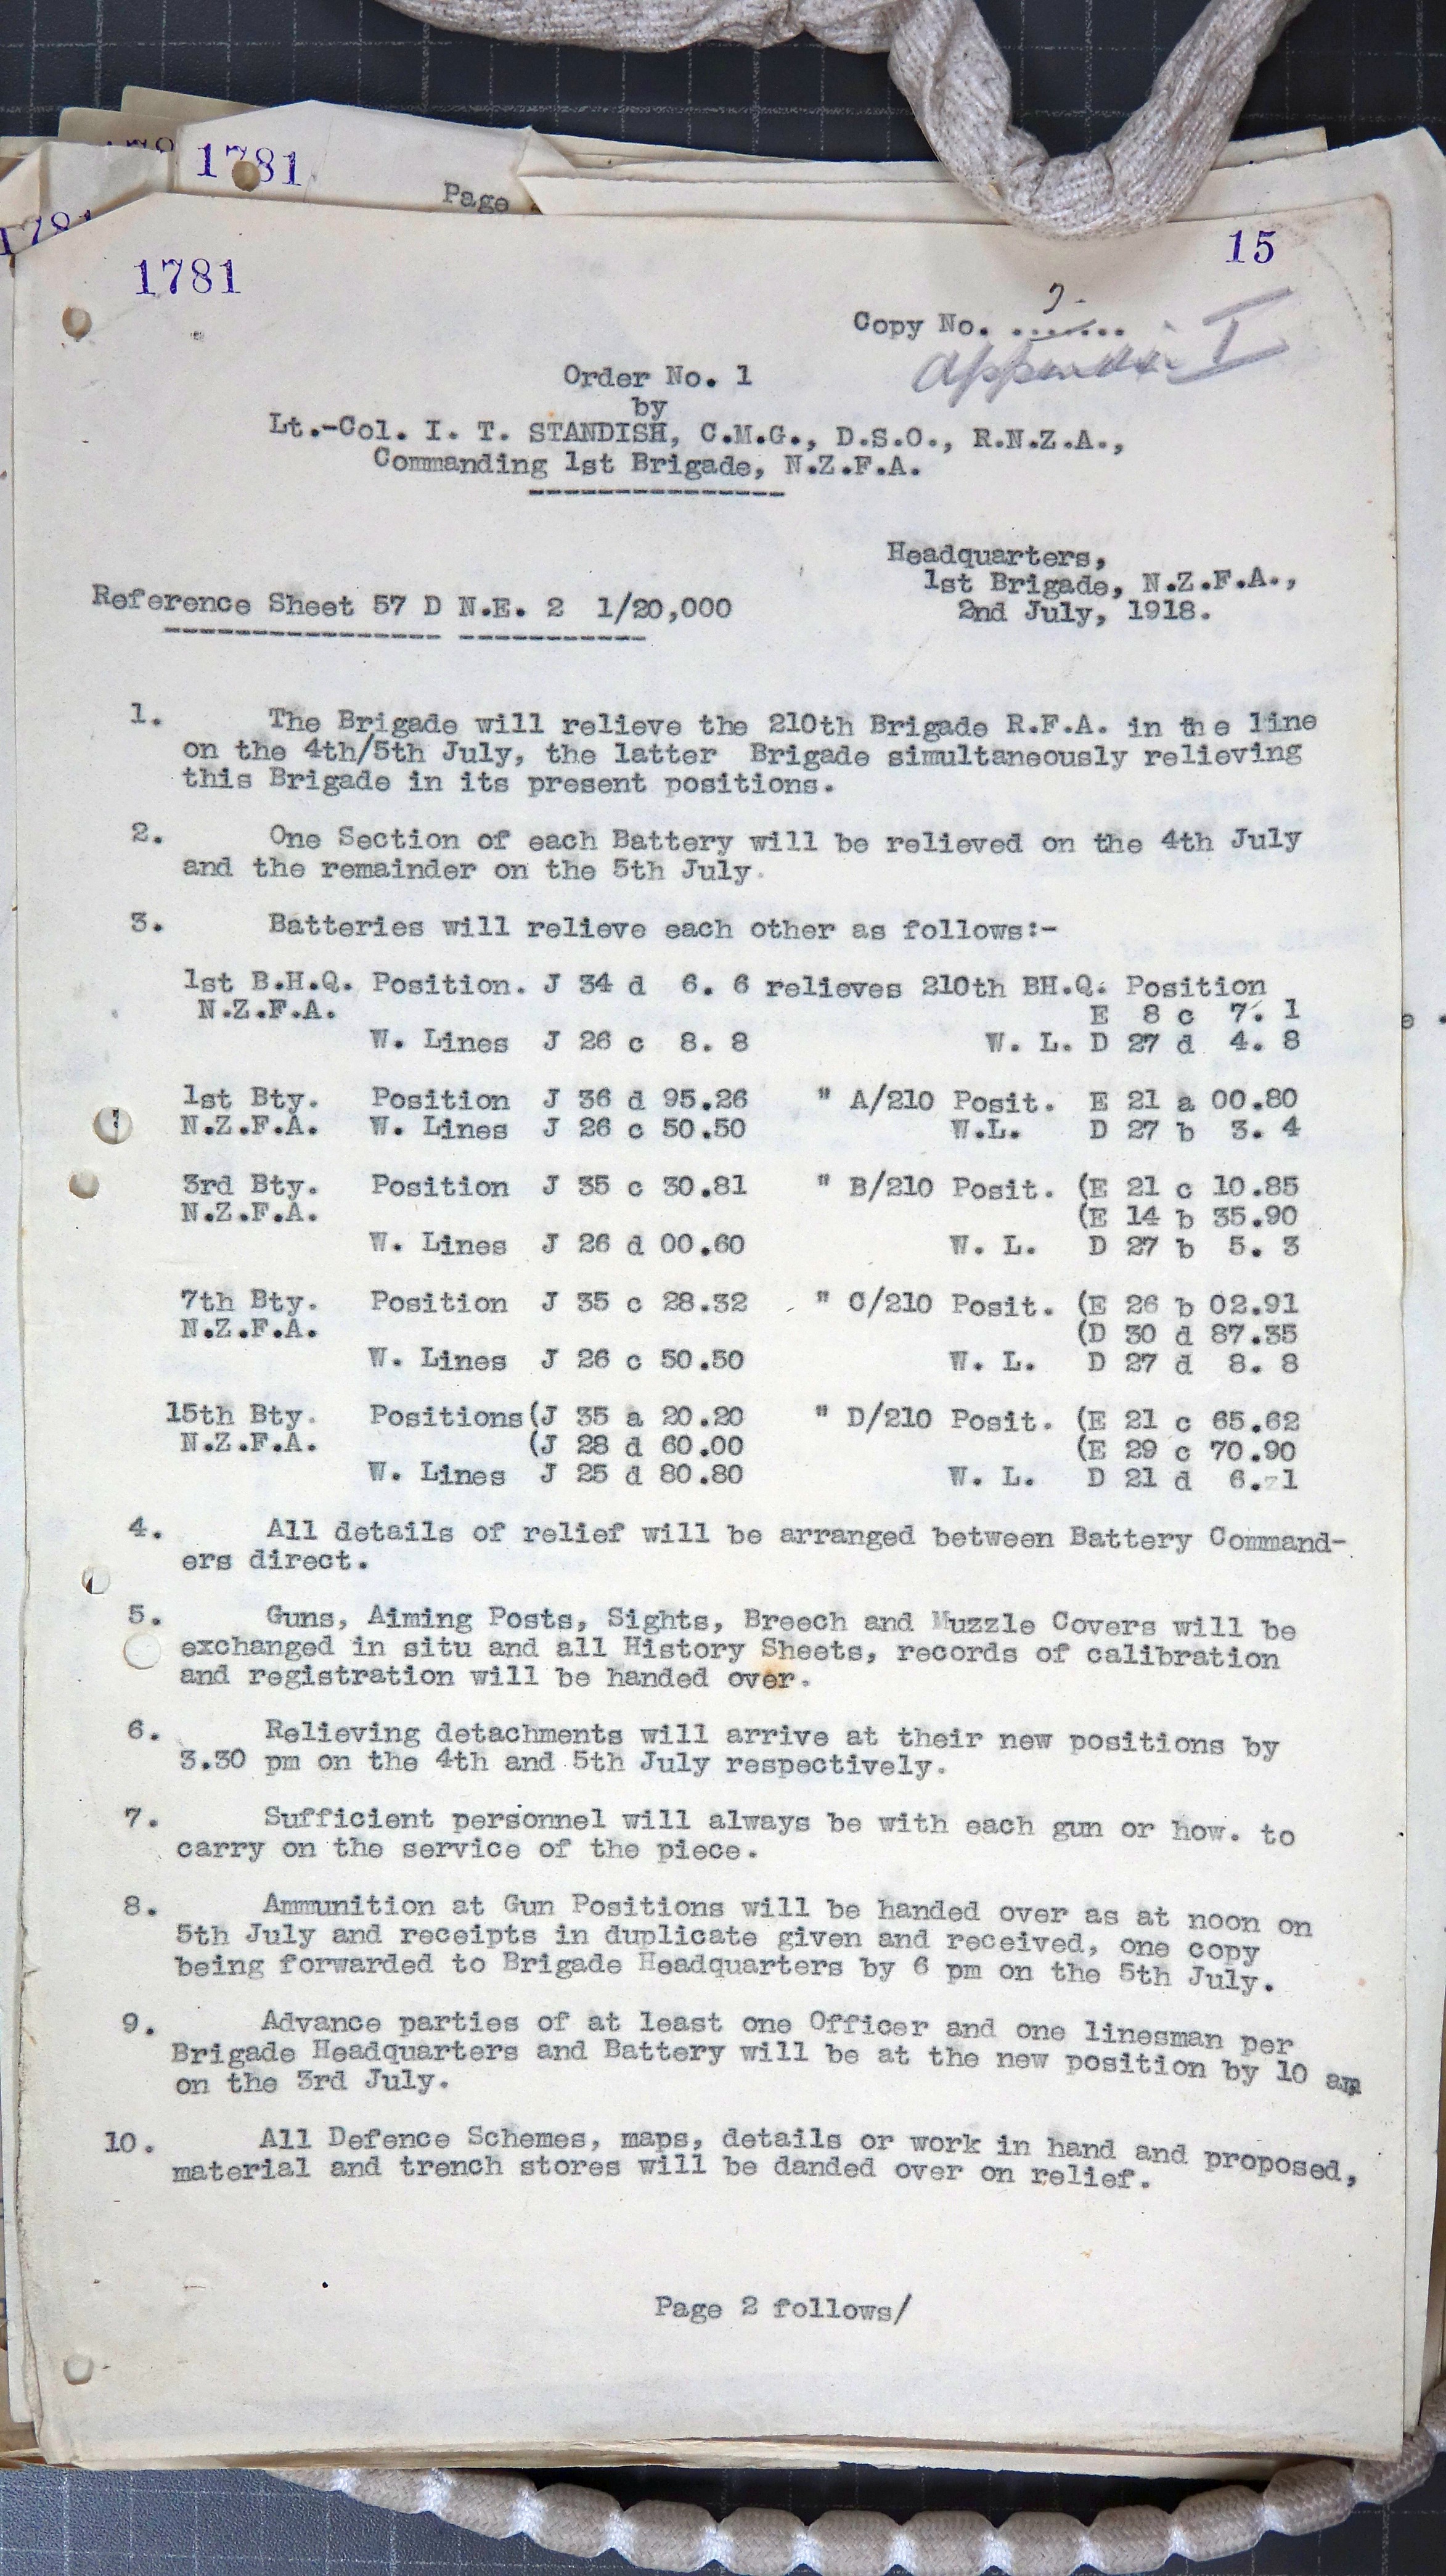 1781
Page
1781
15
Copy No. .......
Appendix I
Order No. 1
by
Lt.-Col. I. T. STANDISH, C.M.G., D.S.O., R.N.Z.A.,
Commanding 1st Brigade, N.Z.F.A.
Headquarters,
1st Brigade, N.Z.F.A.,
2nd July, 1918.
Reference Sheet 57 D N.E. 2 1/20,000
1. The Brigade will relieve the 210th Brigade R.F.A. in the line
on the 4th/5th July, the latter Brigade simultaneously relieving
this Brigade in its present positions.
2. One Section of each Battery will be relieved on the 4th July
and the remainder on the 5th July.
3. Batteries will relieve each other as follows:-
1st B.H.Q. Position. J 34 d 6. 6 relieves 210th BH.Q. Position
N.Z.F.A. E 8 c 7. 1
W. Lines J 26 c 8. 8 W. L. D 27 d 4. 8
1st Bty. Position J 36 d 95.26 " A/210 Posit. E 21 a 00.80
N.Z.F.A. W. Lines J 26 c 50.50 W.L. D 27 b 3. 4
3rd Bty. Position J 35 c 30.81 " B/210 Posit. (E 21 c 10.85
N.Z.F.A. (E 14 b 35.90
W. Lines J 26 d 00.60 W. L. D 27 b 5. 3
7th Bty. Position J 35 c 28.32 " C/210 Posit. (E 26 b 02.91
N.Z.F.A. (D 30 d 87.35
W. Lines J 26 c 50.50 W. L. D 27 d 8. 8
15th Bty. Positions(J 35 a 20.20 " D/210 Posit. (E 21 c 65.62
N.Z.F.A. (J 28 d 60.00 (E 29 c 70.90
W. Lines J 25 d 80.80 W. L. D 21 d 6. 1
4. All details of relief will be arranged between Battery Command-
ers direct.
5. Guns, Aiming Posts, Sights, Breech and Muzzle Covers will be
exchanged in situ and all History Sheets, records of calibration
and registration will be handed over.
6. Relieving detachments will arrive at their new positions by
3.30 pm on the 4th and 5th July respectively.
7. Sufficient personnel will always be with each gun or how. to
carry on the service of the piece.
8. Ammunition at Gun Positions will be handed over as at noon on
5th July and receipts in duplicate given and received, one copy
being forwarded to Brigade Headquarters by 6 pm on the 5th July.
9. Advance parties of at least one Officer and one linesman per
Brigade Headquarters and Battery will be at the new position by 10 am
on the 3rd July.
10. All Defence Schemes, maps, details or work in hand and proposed,
material and trench stores will be danded over on relief.
Page 2 follows/